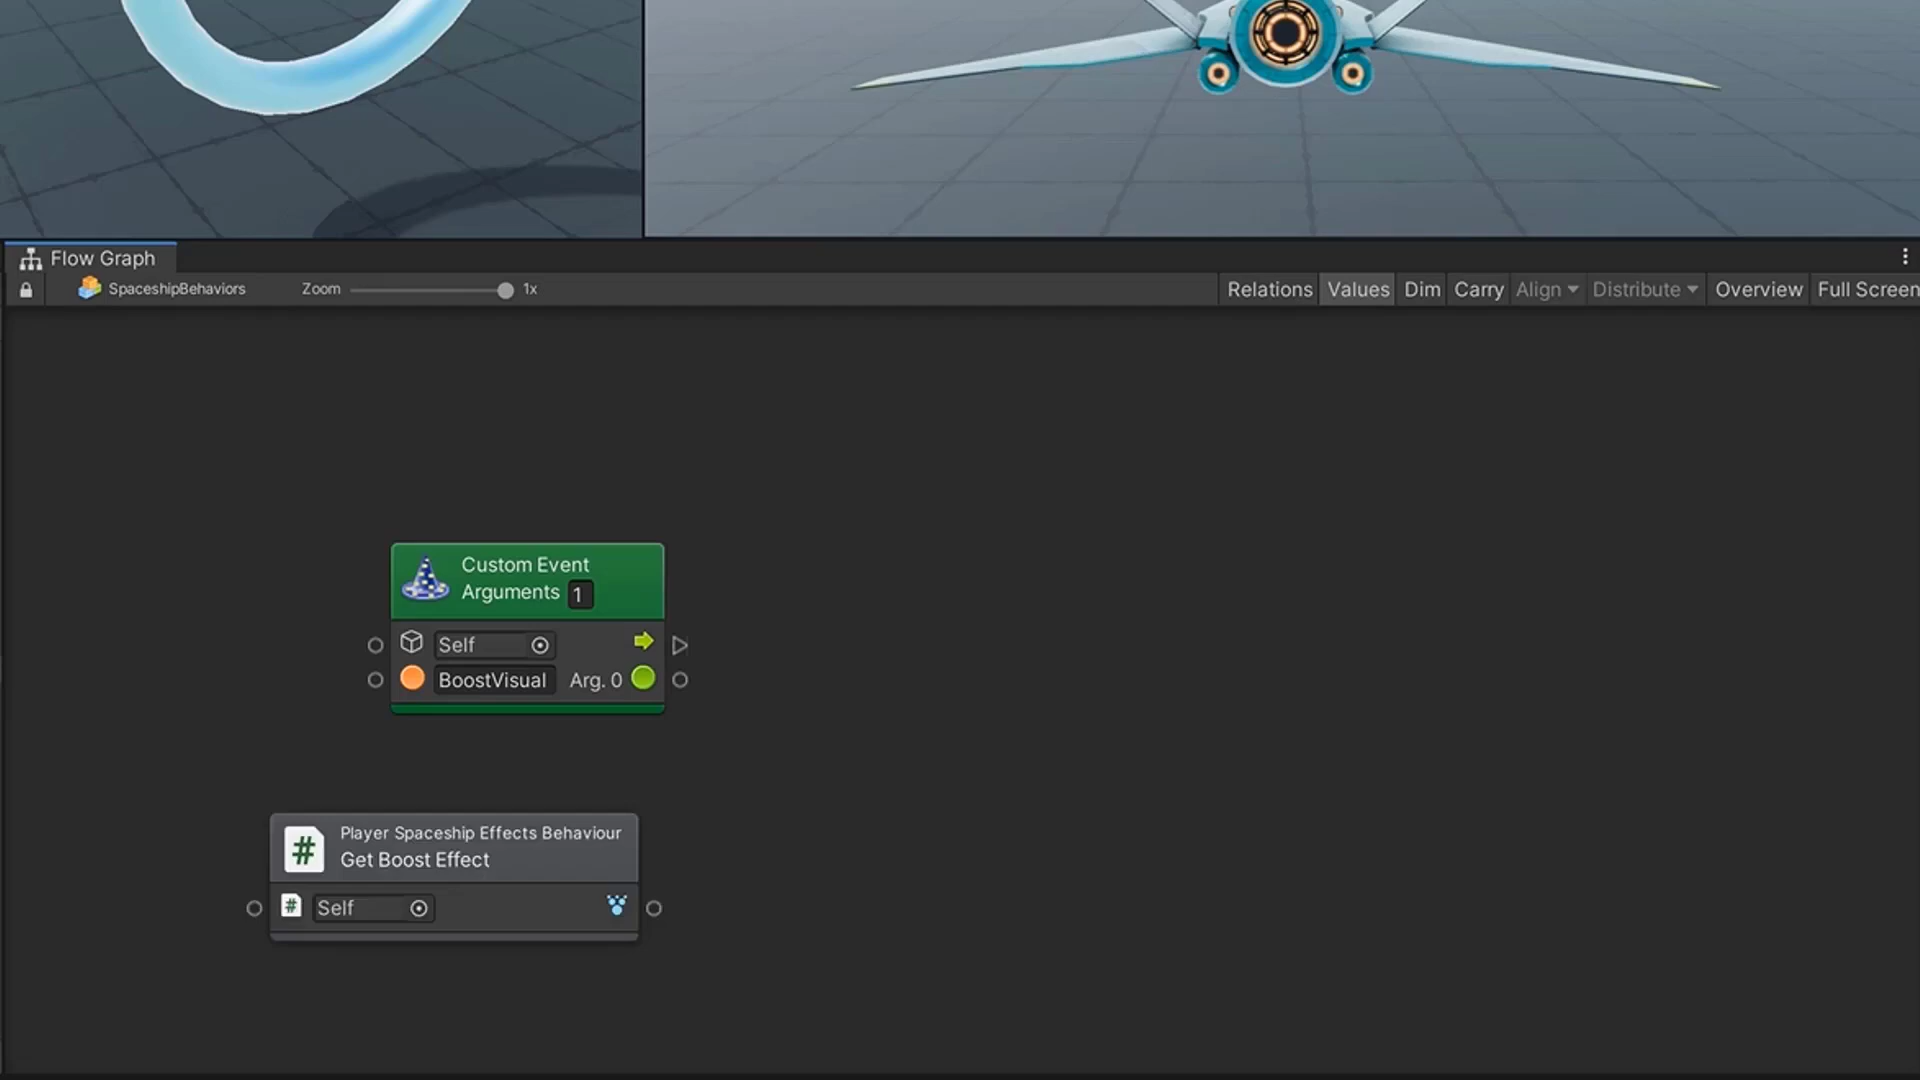 Flow Graph
SpaceshipBehaviors Zoom 1x Relations Values Dim Carry Align Distribute Overview Full Screen
Custom Event
Arguments 1
Self
BoostVisual Arg. 0
Player Spaceship Effects Behaviour
Get Boost Effect
# Self